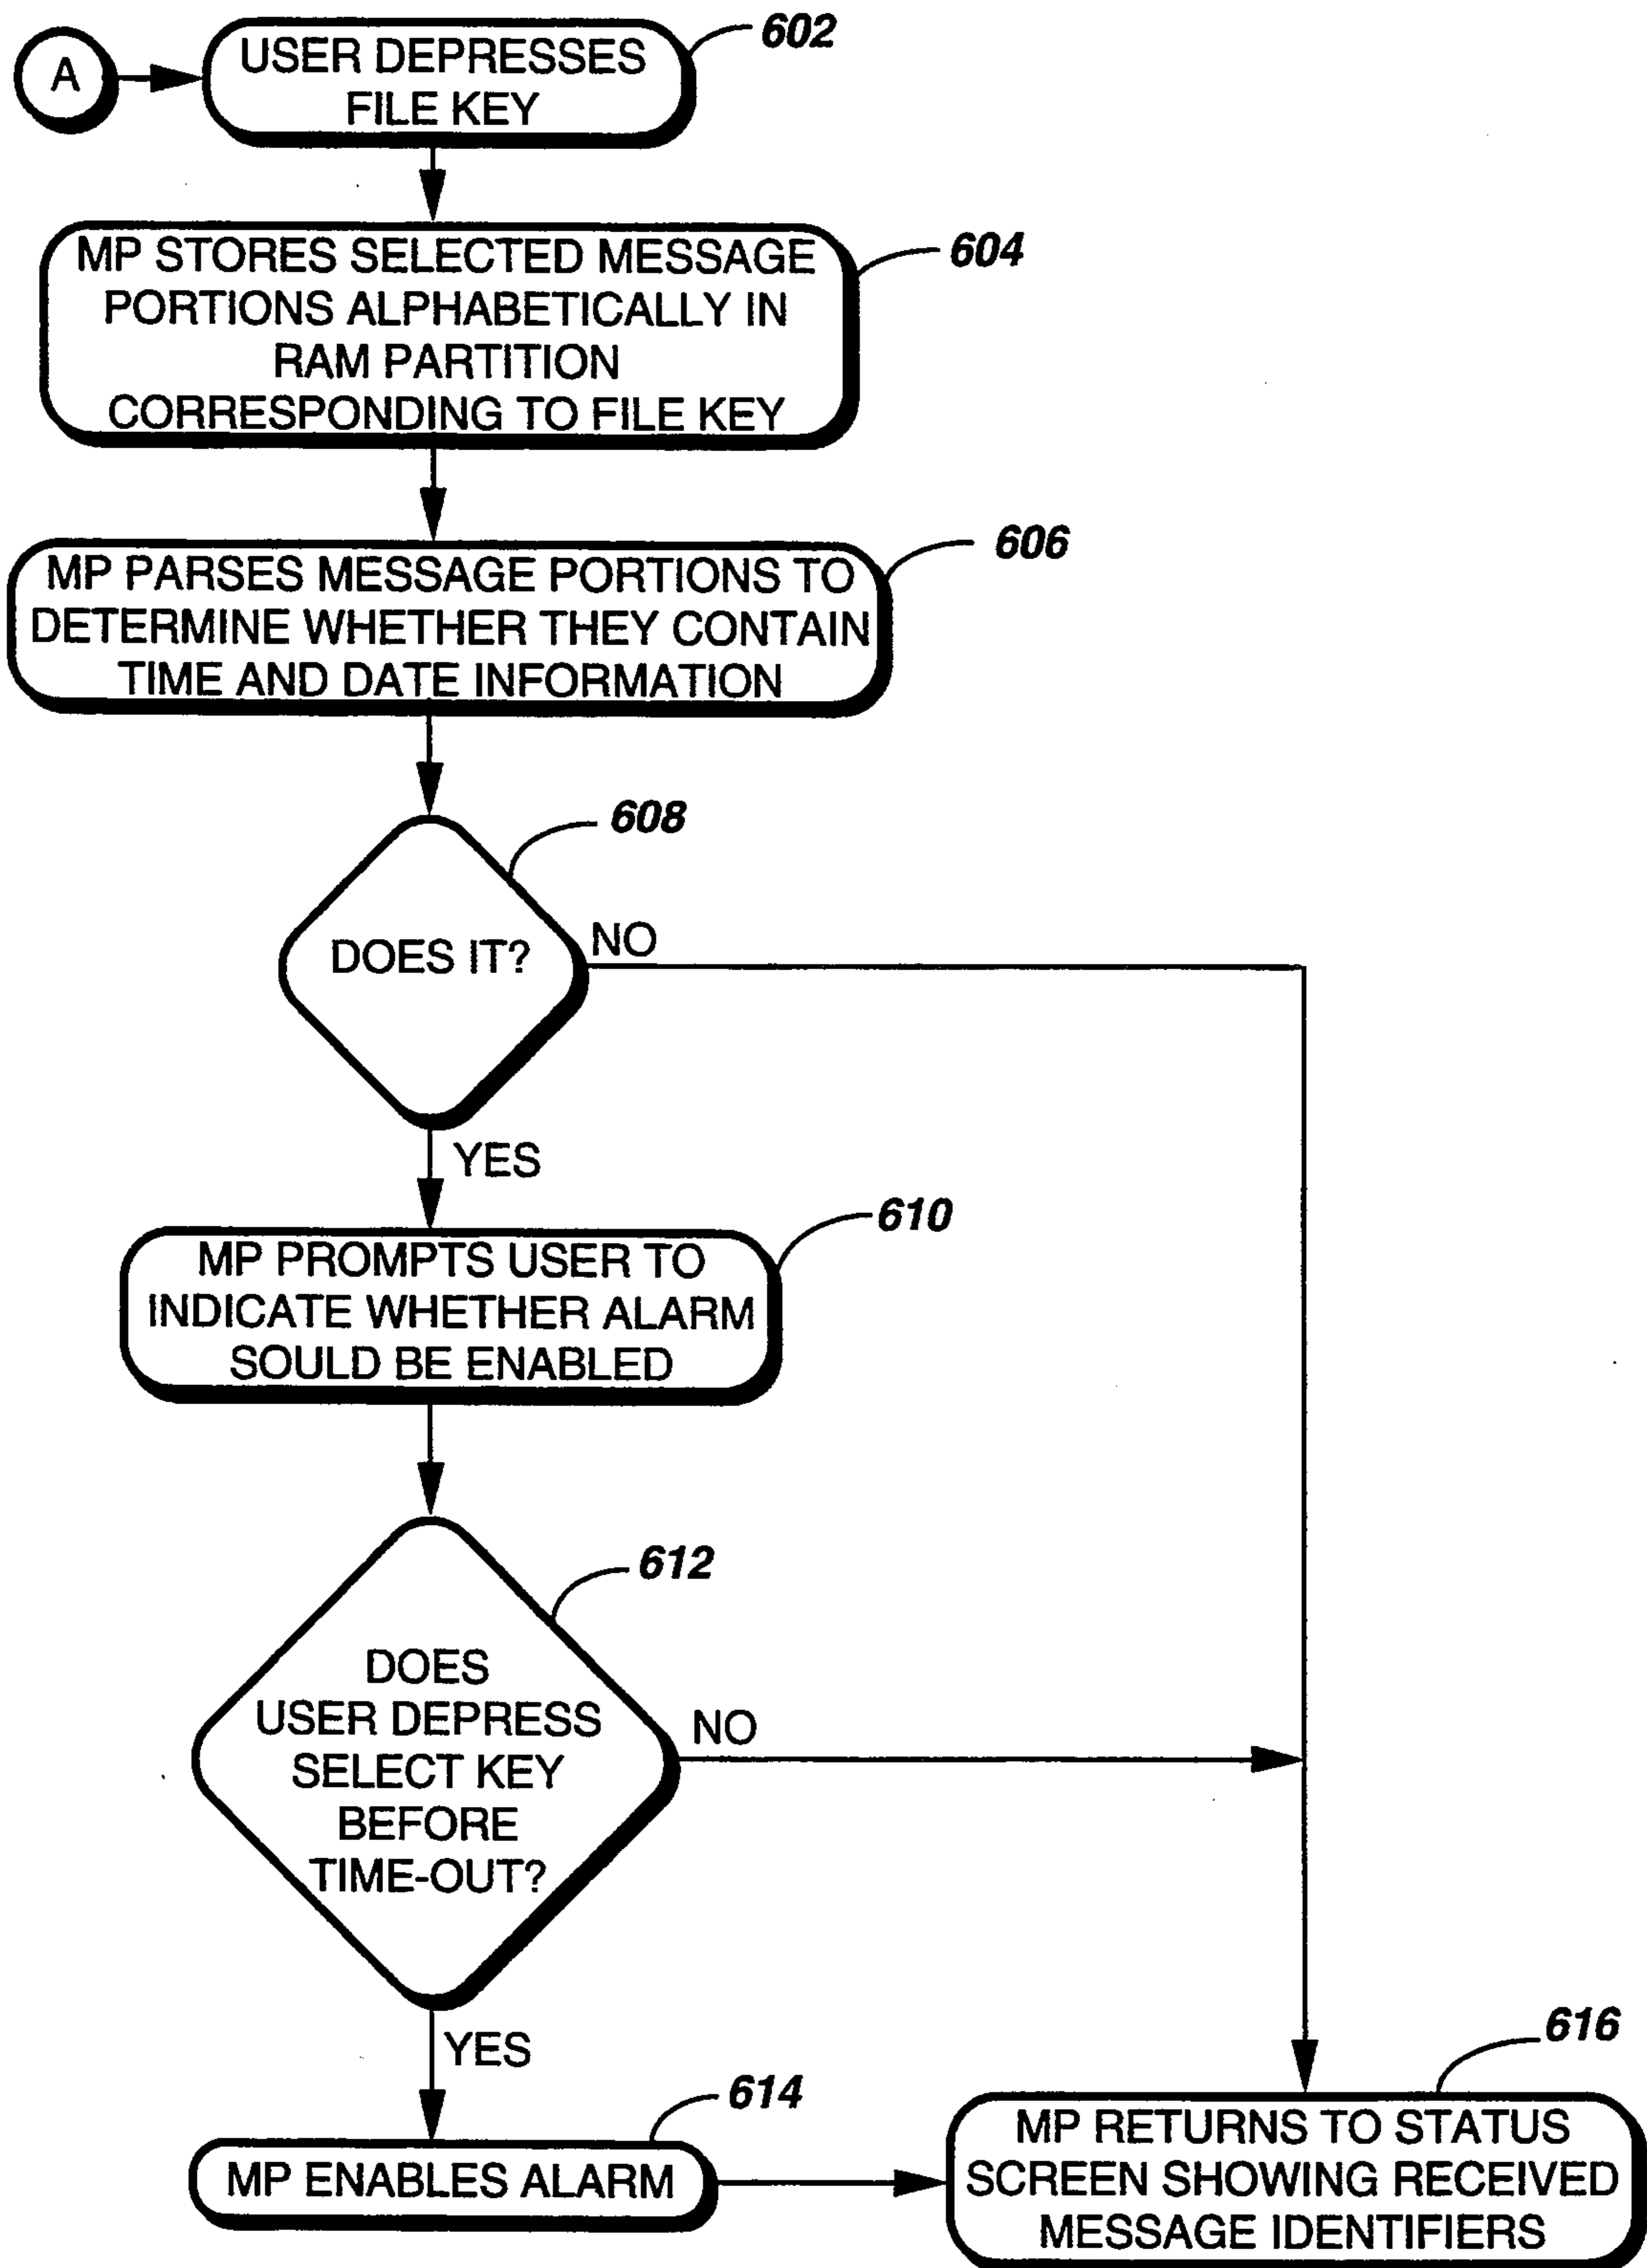 A
USER DEPRESSES
FILE KEY
602
MP STORES SELECTED MESSAGE
PORTIONS ALPHABETICALLY IN
RAM PARTITION
CORRESPONDING TO FILE KEY
604
MP PARSES MESSAGE PORTIONS TO
DETERMINE WHETHER THEY CONTAIN
TIME AND DATE INFORMATION
606
608
DOES IT?
NO
YES
610
MP PROMPTS USER TO
INDICATE WHETHER ALARM
SOULD BE ENABLED
612
DOES
USER DEPRESS
SELECT KEY
BEFORE
TIME-OUT?
NO
YES
614
MP ENABLES ALARM
616
MP RETURNS TO STATUS
SCREEN SHOWING RECEIVED
MESSAGE IDENTIFIERS